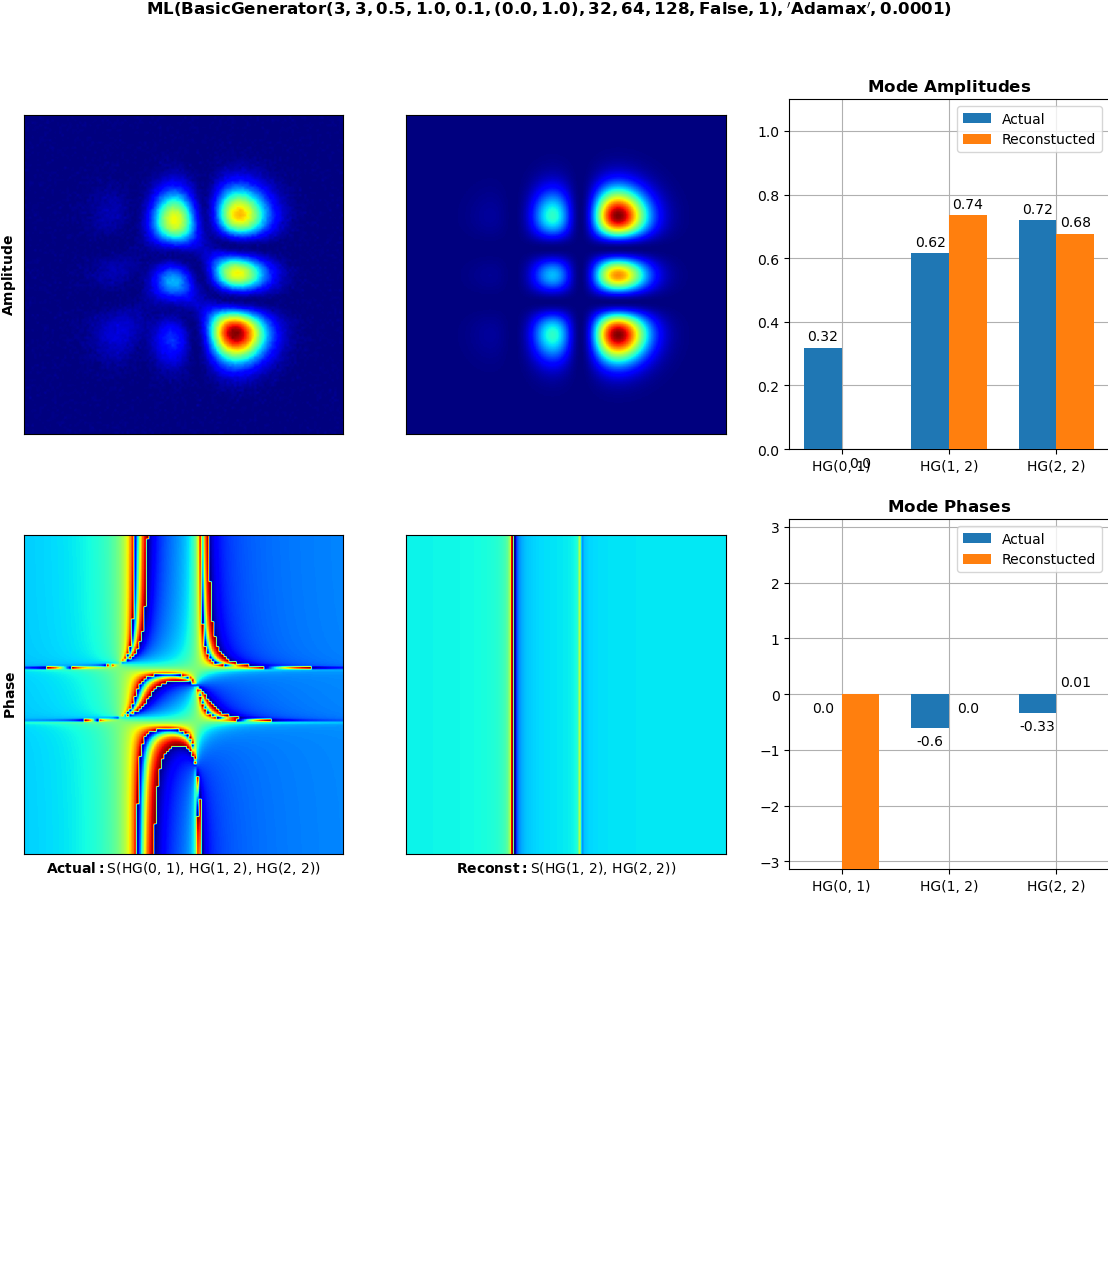 ML(BasicGenerator(3, 3, 0.5, 1.0, 0.1, (0.0, 1.0), 32, 64, 128, False, 1), ′Adamax′, 0.0001)
Mode Amplitudes
Amplitude
1.0
0.8
0.6
0.4
0.2
0.0
Actual
Reconstucted
0.32
0.0
0.62
0.74
0.72
0.68
HG(0, 1)
HG(1, 2)
HG(2, 2)
Mode Phases
Phase
3
2
1
0
−1
−2
−3
Actual
Reconstucted
0.0
-0.6
0.0
-0.33
0.01
HG(0, 1)
HG(1, 2)
HG(2, 2)
Actual: S(HG(0, 1), HG(1, 2), HG(2, 2))
Reconst: S(HG(1, 2), HG(2, 2))